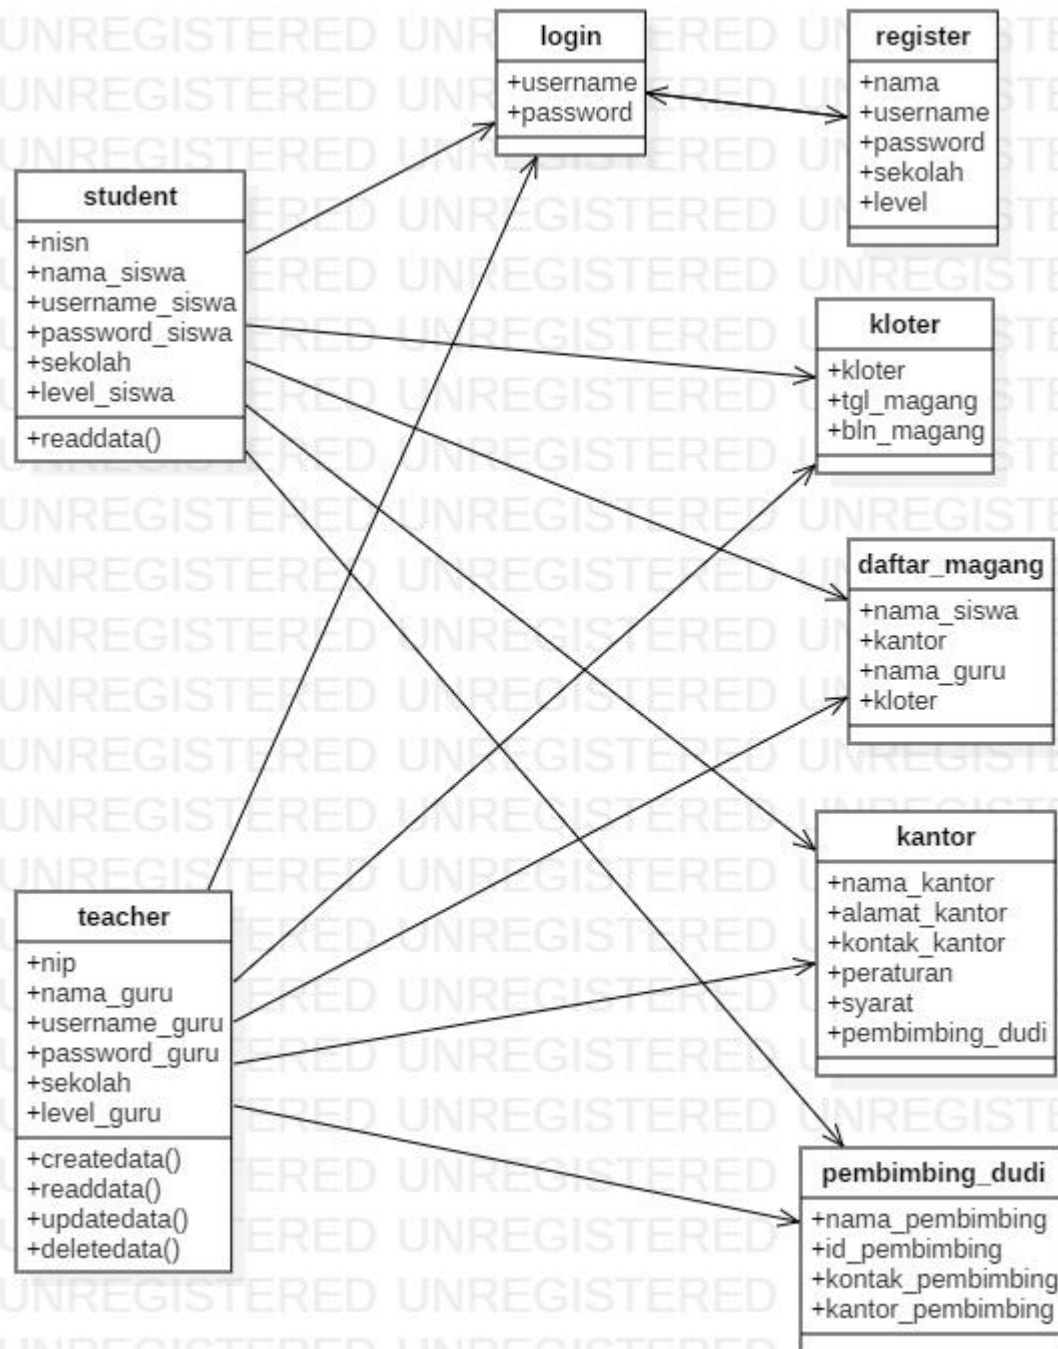 login
+username
+password
register
+nama
+username
+password
+sekolah
+level
student
+nisn
+nama_siswa
+username_siswa
+password_siswa
+sekolah
+level_siswa
+readdata()
kloter
+kloter
+tgl_magang
+bln_magang
daftar_magang
+nama_siswa
+kantor
+nama_guru
+kloter
kantor
+nama_kantor
+alamat_kantor
+kontak_kantor
+peraturan
+syarat
+pembimbing_dudi
teacher
+nip
+nama_guru
+username_guru
+password_guru
+sekolah
+level_guru
+createdata()
+readdata()
+updatedata()
+deletedata()
pembimbing_dudi
+nama_pembimbing
+id_pembimbing
+kontak_pembimbing
+kantor_pembimbing
UNREGISTERED